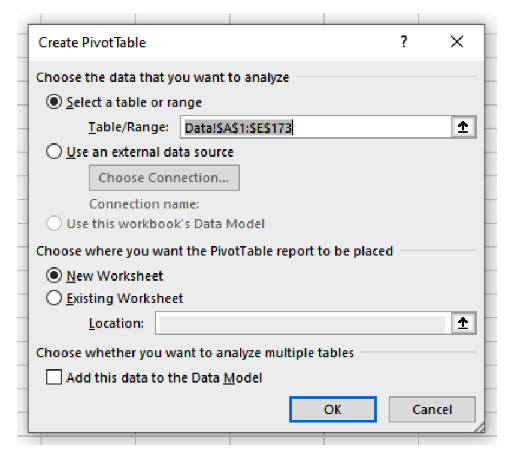 Create PivotTable ? ×
Choose the data that you want to analyze
Select a table or range
Table/Range: Data!$A$1:$E$173
Use an external data source
Choose Connection...
Connection name:
Use this workbook's Data Model
Choose where you want the PivotTable report to be placed
New Worksheet
Existing Worksheet
Location:
Choose whether you want to analyze multiple tables
Add this data to the Data Model
OK Cancel